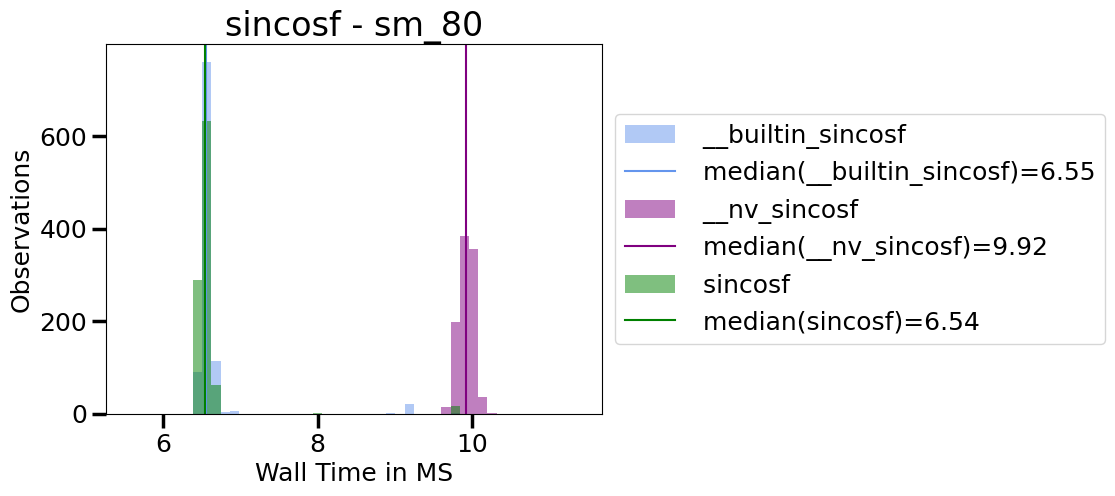 sincosf - sm_80
Observations
600
400
200
0
6
8
10
Wall Time in MS
__builtin_sincosf
median(__builtin_sincosf)=6.55
__nv_sincosf
median(__nv_sincosf)=9.92
sincosf
median(sincosf)=6.54